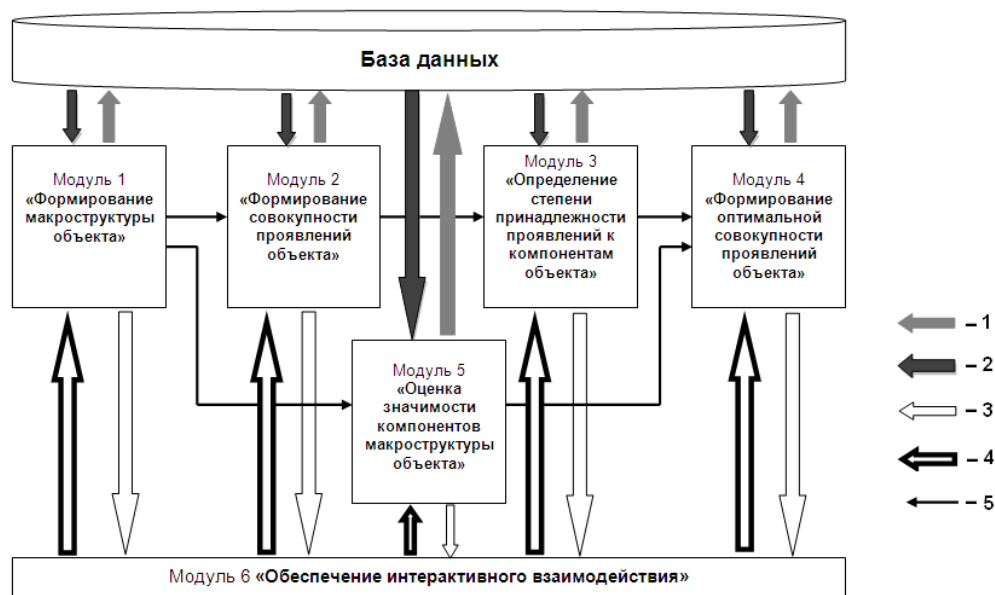 База данных
Модуль 1
«Формирование
макроструктуры
объекта»
Модуль 2
«Формирование
совокупности
проявлений
объекта»
Модуль 3
«Определение
степени
принадлежности
проявлений к
компонентам
объекта»
Модуль 4
«Формирование
оптимальной
совокупности
проявлений
объекта»
Модуль 5
«Оценка
значимости
компонентов
макроструктуры
объекта»
Модуль 6 «Обеспечение интерактивного взаимодействия»
– 1
– 2
– 3
– 4
– 5